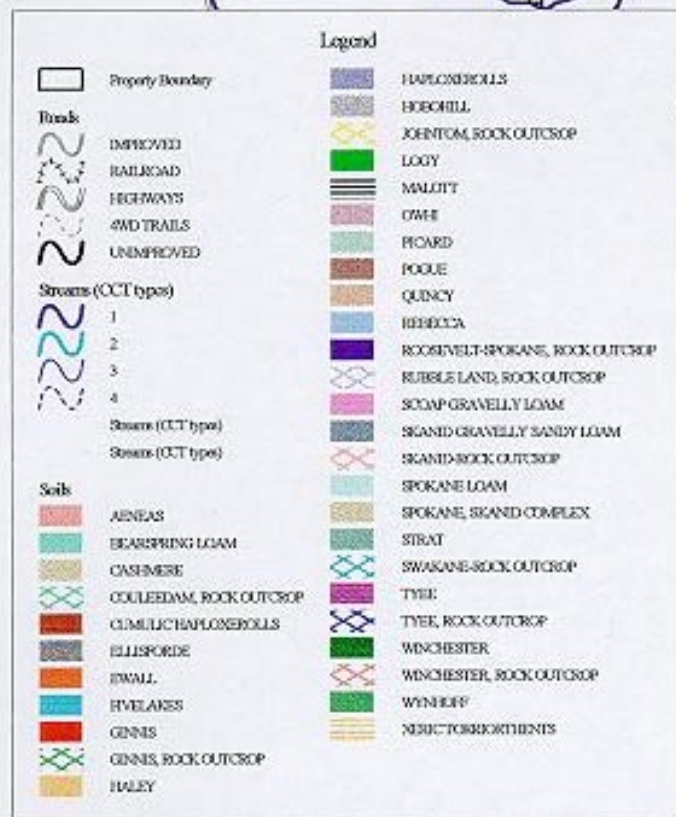 Legend
Property Boundary
Roads
IMPROVED
RAILROAD
HIGHWAYS
4WD TRAILS
UNIMPROVED
Streams (CCT types)
1
2
3
4
Streams (CCT types)
Streams (CCT types)
Soils
AENEAS
BEARSPRING LOAM
CASHMERE
COULEEDAM, ROCK OUTCROP
CUMULIC HAPLOXEROLLS
ELLISFORDE
EWALL
FIVELAKES
GINNIS
GINNIS, ROCK OUTCROP
HALEY
HAPLOXEROLLS
HOBOHILL
JOHNTOM, ROCK OUTCROP
LOGY
MALOTT
OWHI
PICARD
POGUE
QUINCY
REBECCA
ROOSEVELT-SPOKANE, ROCK OUTCROP
RUBBLE LAND, ROCK OUTCROP
SCOAP GRAVELLY LOAM
SKANID GRAVELLY SANDY LOAM
SKANID-ROCK OUTCROP
SPOKANE LOAM
SPOKANE, SKANID COMPLEX
STRAT
SWAKANE-ROCK OUTCROP
TYEE
TYEE, ROCK OUTCROP
WINCHESTER
WINCHESTER, ROCK OUTCROP
WYNHOFF
XERIC TORRIORTHENTS